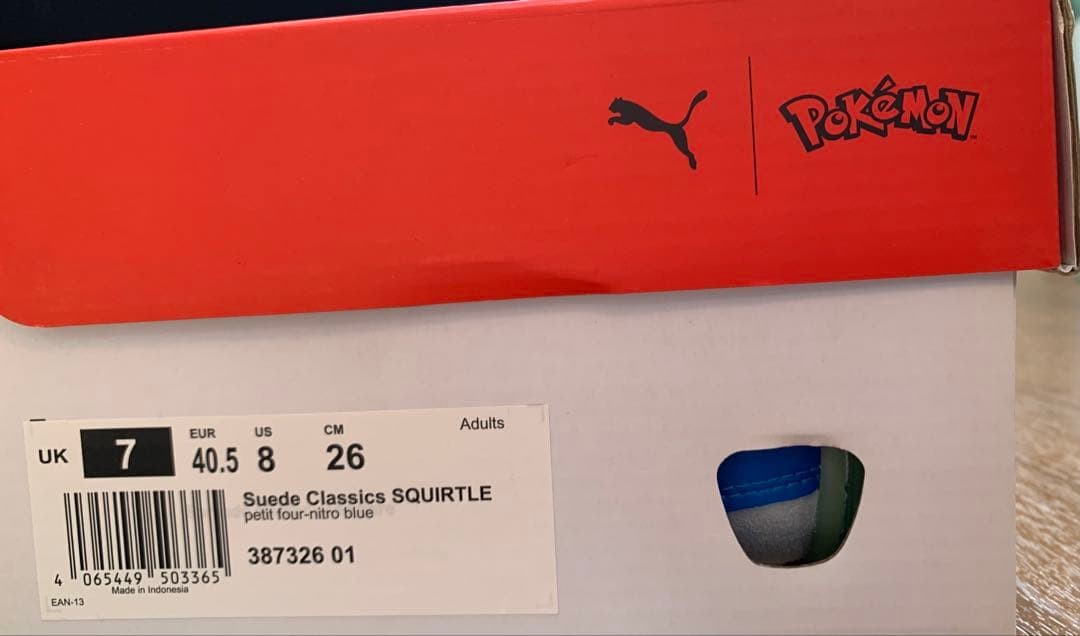 Pokémon
UK 7
EUR US CM Adults
40.5 8 26
Suede Classics SQUIRTLE
petit four-nitro blue
387326 01
4 065449 503365
Made in Indonesia
EAN-13